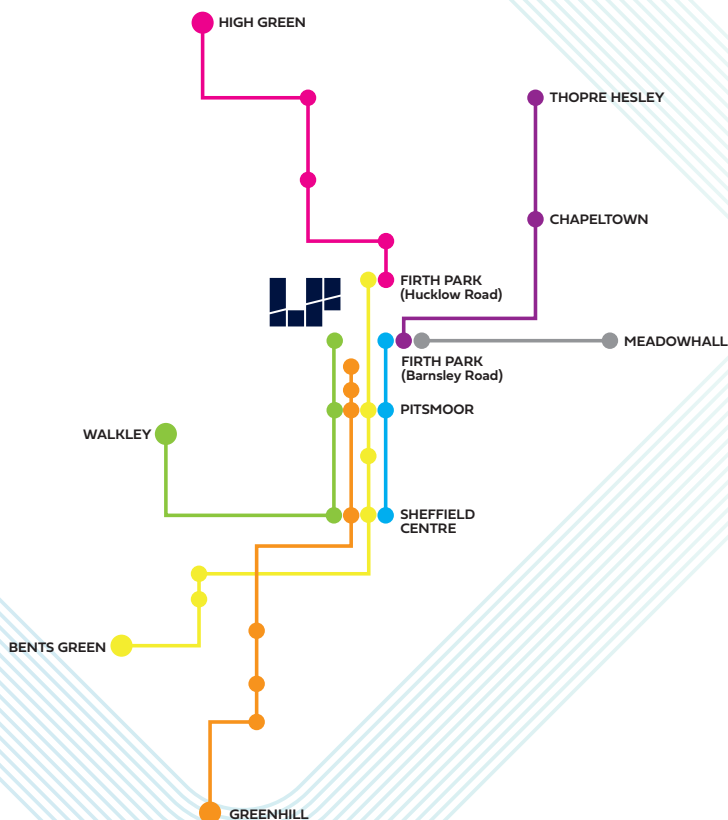 HIGH GREEN
THOPRE HESLEY
CHAPELTOWN
UP
FIRTH PARK
(Hucklow Road)
MEADOWHALL
FIRTH PARK
(Barnsley Road)
PITSMOOR
WALKLEY
SHEFFIELD
CENTRE
BENTS GREEN
GREENHILL